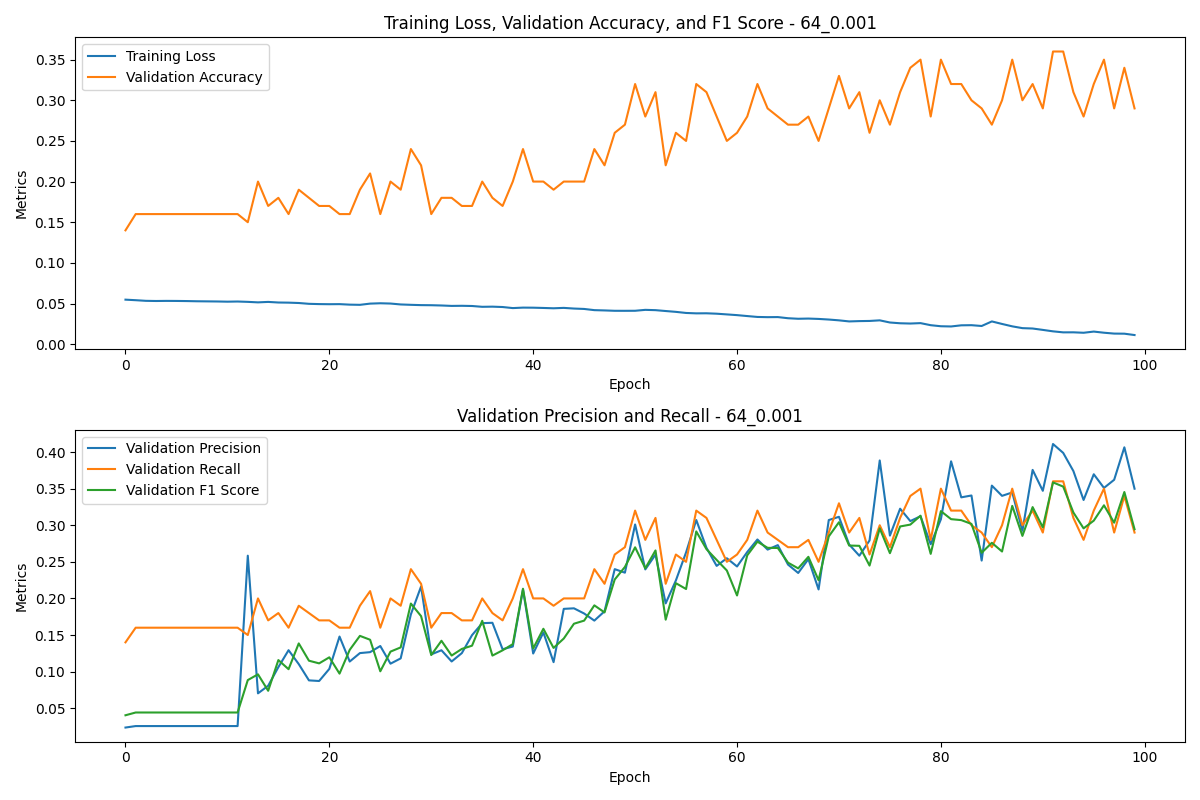 Training Loss, Validation Accuracy, and F1 Score - 64_0.001
Training Loss
Validation Accuracy
Metrics
0.35
0.30
0.25
0.20
0.15
0.10
0.05
0.00
0 20 40 60 80 100
Epoch
Validation Precision and Recall - 64_0.001
Validation Precision
Validation Recall
Validation F1 Score
Metrics
0.40
0.35
0.30
0.25
0.20
0.15
0.10
0.05
0 20 40 60 80 100
Epoch